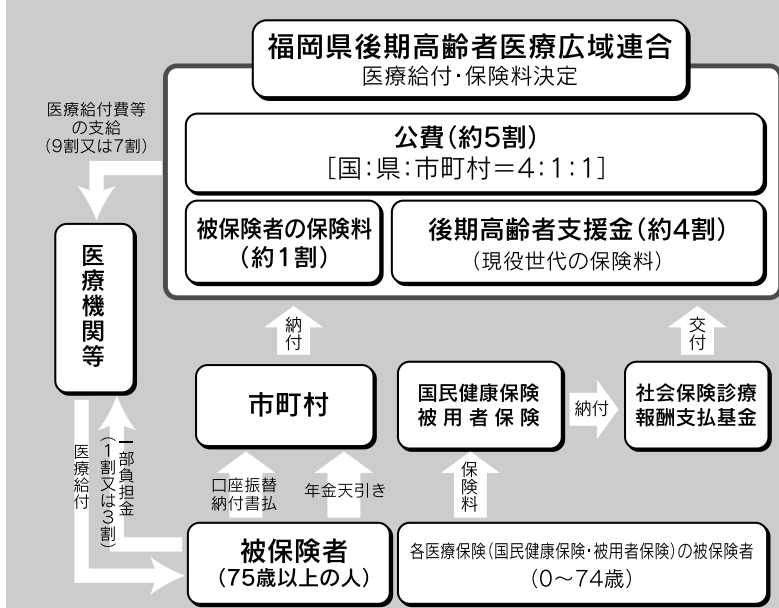 福岡県後期高齢者医療広域連合
医療給付・保険料決定
医療給付費等
の支給
(9割又は7割)
公費(約5割)
[国:県:市町村=4:1:1]
被保険者の保険料
(約1割)
後期高齢者支援金(約4割)
(現役世代の保険料)
医療機関等
納付
交付
市町村
国民健康保険
被用者保険
納付
社会保険診療
報酬支払基金
医療給付
一部負担金
(1割又は3割)
口座振替
納付書払
年金天引き
保険料
被保険者
(75歳以上の人)
各医療保険(国民健康保険・被用者保険)の被保険者
(0〜74歳)